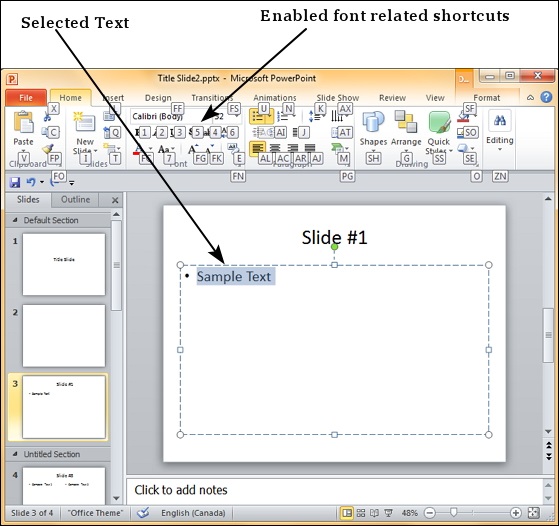 Selected Text
Enabled font related shortcuts
Title Slide2.pptx - Microsoft PowerPoint
File Home Insert Design Transitions Animations Slide Show Review View Format
X FF FS U N K AX SF
Calibri (Body) 32
C Q 1 2 3 5 4 6 AI J AT SO
Paste New Slide Shapes Arrange Quick Styles Editing
V FP I T FC 7 FG FK E AL AC AR AJ M SH G SS SE
Clipboard Slides Font Paragraph Drawing
FO FN PG O ZN
Slides Outline
Default Section
1
Title Slide
2
3
Slide #1
• Sample Text
Untitled Section
4
Slide #1
• Sample Text
Click to add notes
Slide 3 of 4 "Office Theme" English (Canada) 48%